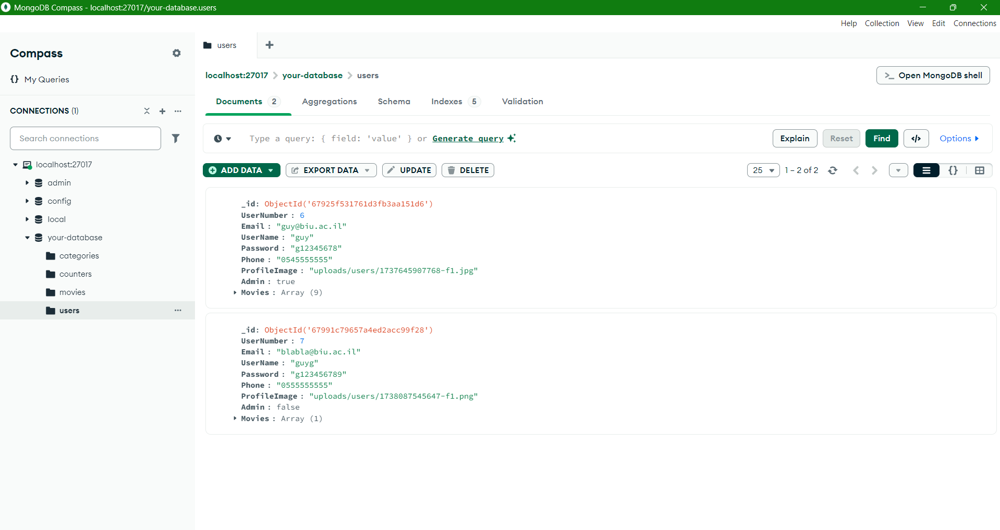 MongoDB Compass - localhost:27017/your-database.users
Help Collection View Edit Connections
Compass
{} My Queries
CONNECTIONS (1)
Search connections
localhost:27017
admin
config
local
your-database
categories
counters
movies
users
users
localhost:27017 > your-database > users
>_ Open MongoDB shell
Documents 2 Aggregations Schema Indexes 5 Validation
Type a query: { field: 'value' } or Generate query
Explain Reset Find </> Options
ADD DATA EXPORT DATA UPDATE DELETE
25 1 – 2 of 2 {}
_id: ObjectId('67925f531761d3fb3aa151d6')
UserNumber : 6
Email : "guy@biu.ac.il"
UserName : "guy"
Password : "g12345678"
Phone : "0545555555"
ProfileImage : "uploads/users/1737645907768-f1.jpg"
Admin : true
Movies : Array (9)
_id: ObjectId('67991c79657a4ed2acc99f28')
UserNumber : 7
Email : "blabla@biu.ac.il"
UserName : "guyg"
Password : "g123456789"
Phone : "0555555555"
ProfileImage : "uploads/users/1738087545647-f1.png"
Admin : false
Movies : Array (1)